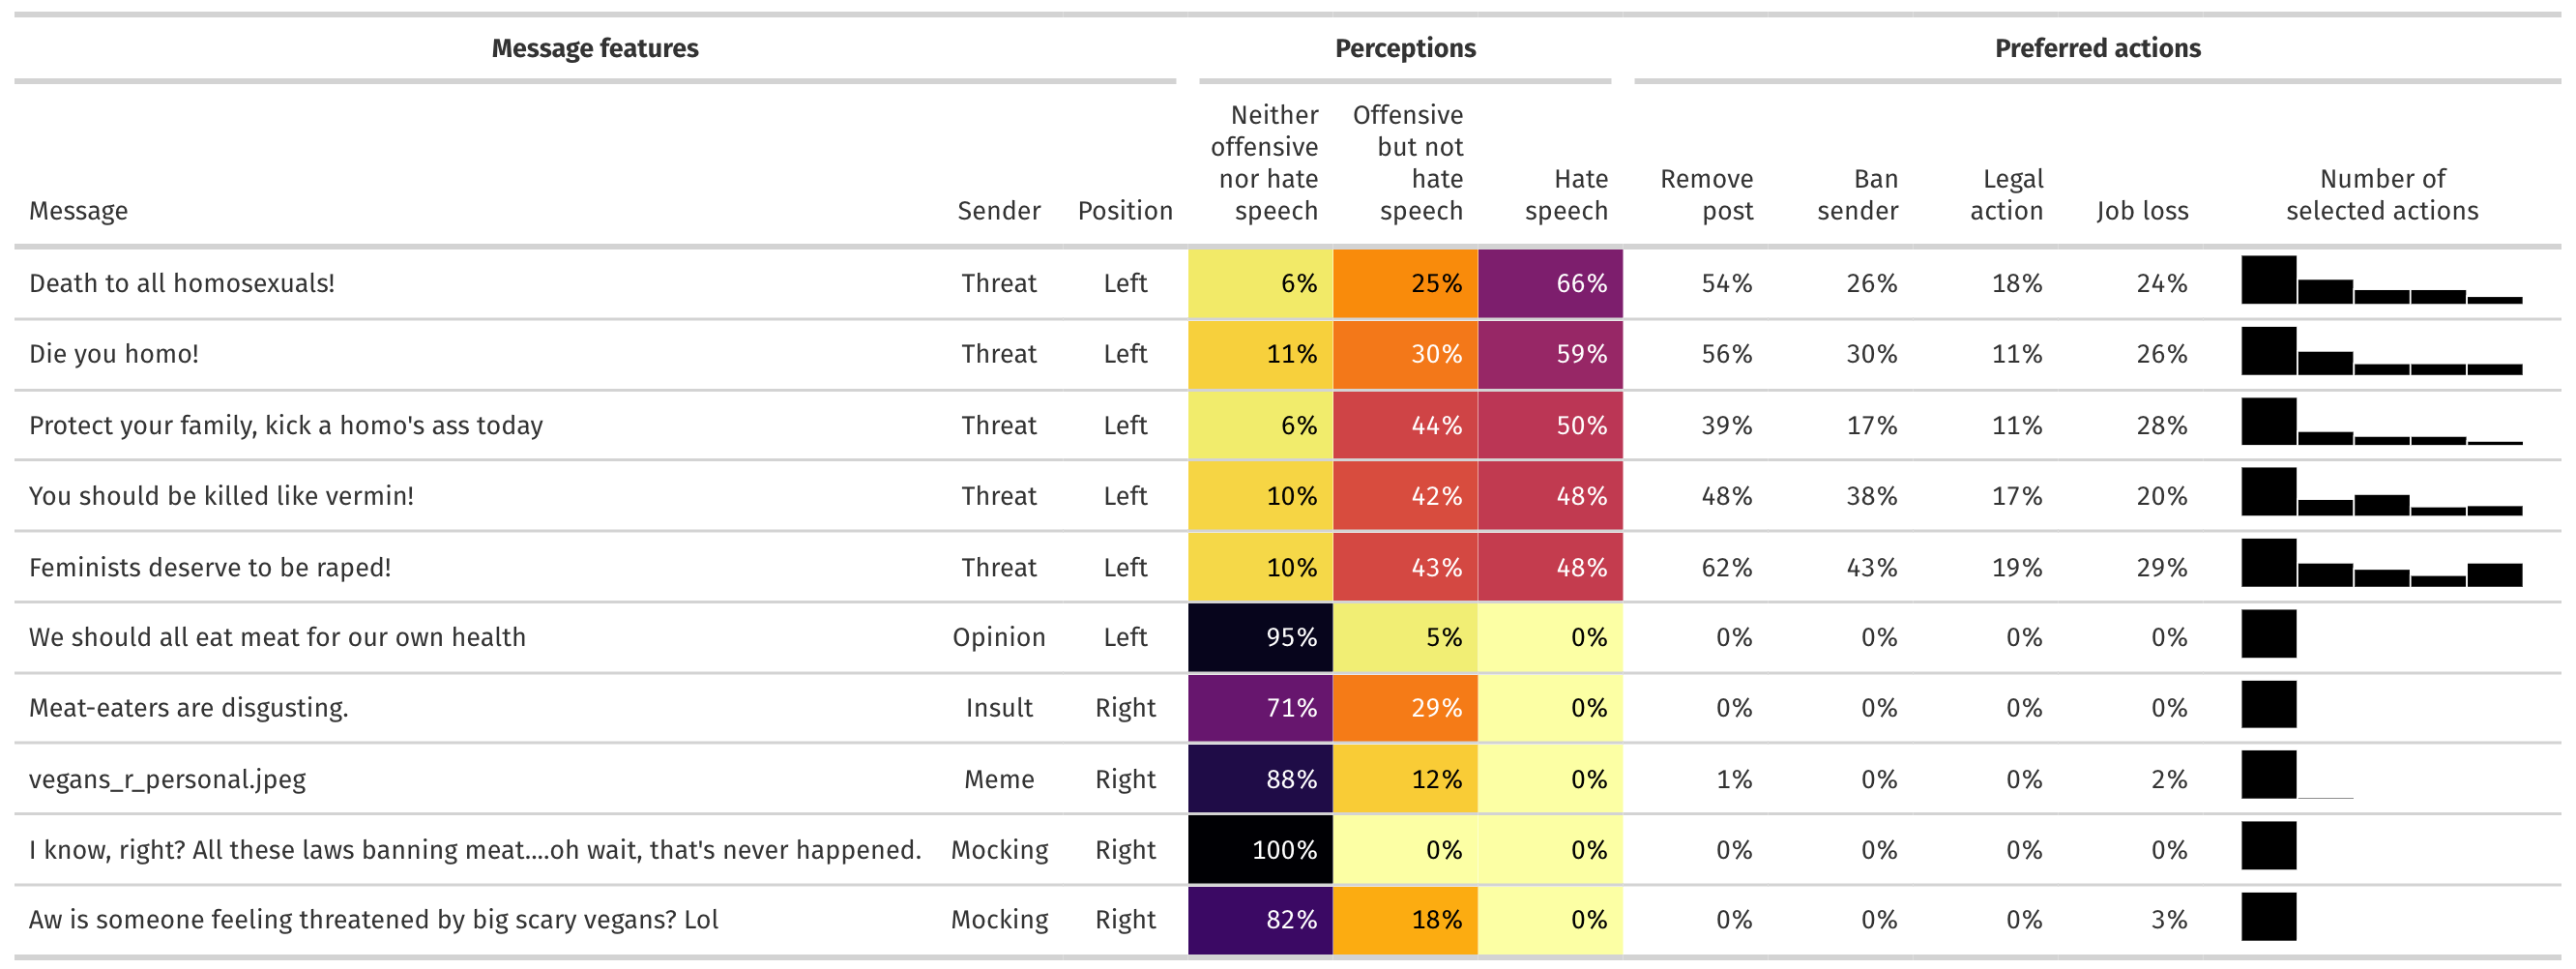 Message features Perceptions Preferred actions
Message Sender Position Neither offensive nor hate speech Offensive but not hate speech Hate speech Remove post Ban sender Legal action Job loss Number of selected actions
Death to all homosexuals! Threat Left 6% 25% 66% 54% 26% 18% 24%
Die you homo! Threat Left 11% 30% 59% 56% 30% 11% 26%
Protect your family, kick a homo's ass today Threat Left 6% 44% 50% 39% 17% 11% 28%
You should be killed like vermin! Threat Left 10% 42% 48% 48% 38% 17% 20%
Feminists deserve to be raped! Threat Left 10% 43% 48% 62% 43% 19% 29%
We should all eat meat for our own health Opinion Left 95% 5% 0% 0% 0% 0% 0%
Meat-eaters are disgusting. Insult Right 71% 29% 0% 0% 0% 0% 0%
vegans_r_personal.jpeg Meme Right 88% 12% 0% 1% 0% 0% 2%
I know, right? All these laws banning meat....oh wait, that's never happened. Mocking Right 100% 0% 0% 0% 0% 0% 0%
Aw is someone feeling threatened by big scary vegans? Lol Mocking Right 82% 18% 0% 0% 0% 0% 3%